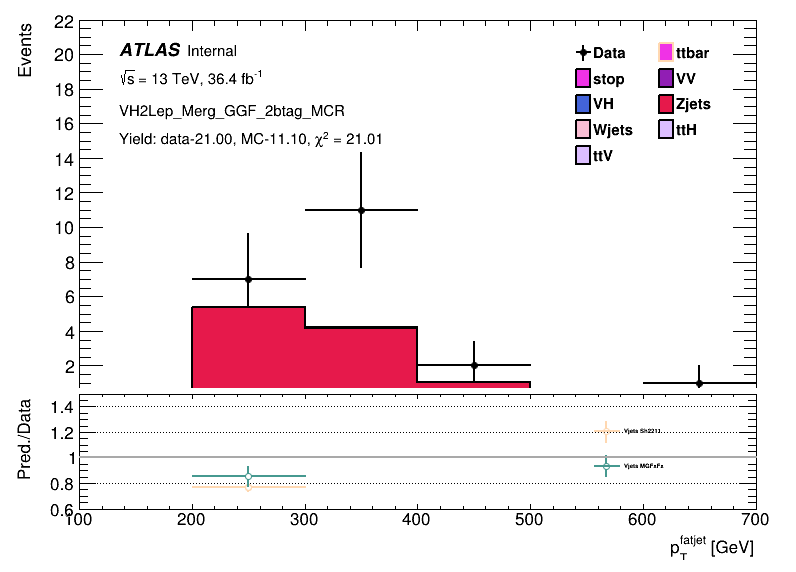 Events
22
20
18
16
14
12
10
8
6
4
2
ATLAS Internal
√s = 13 TeV, 36.4 fb-1
VH2Lep_Merg_GGF_2btag_MCR
Yield: data-21.00, MC-11.10, χ2 = 21.01
Data
ttbar
stop
VV
VH
Zjets
Wjets
ttH
ttV
Pred./Data
1.4
1.2
1
0.8
0.6
Vjets Sh2211
Vjets MGFxFx
100 200 300 400 500 600 700
pTfatjet [GeV]